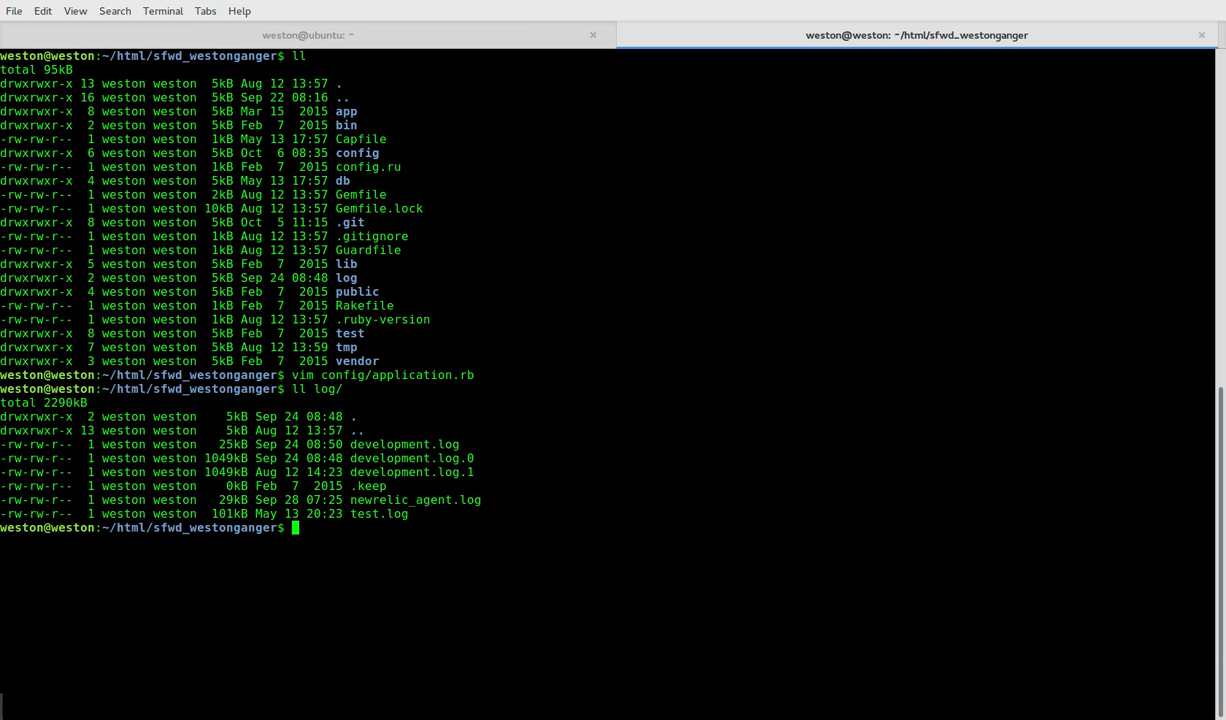 File Edit View Search Terminal Tabs Help
weston@ubuntu: ~ × weston@weston: ~/html/sfwd_westonganger ×
weston@weston:~/html/sfwd_westonganger$ ll
total 95kB
drwxrwxr-x 13 weston weston  5kB Aug 12 13:57 .
drwxrwxr-x 16 weston weston  5kB Sep 22 08:16 ..
drwxrwxr-x  8 weston weston  5kB Mar 15  2015 app
drwxrwxr-x  2 weston weston  5kB Feb  7  2015 bin
-rw-rw-r--  1 weston weston  1kB May 13 17:57 Capfile
drwxrwxr-x  6 weston weston  5kB Oct  6 08:35 config
-rw-rw-r--  1 weston weston  1kB Feb  7  2015 config.ru
drwxrwxr-x  4 weston weston  5kB May 13 17:57 db
-rw-rw-r--  1 weston weston  2kB Aug 12 13:57 Gemfile
-rw-rw-r--  1 weston weston 10kB Aug 12 13:57 Gemfile.lock
drwxrwxr-x  8 weston weston  5kB Oct  5 11:15 .git
-rw-rw-r--  1 weston weston  1kB Aug 12 13:57 .gitignore
-rw-rw-r--  1 weston weston  1kB Aug 12 13:57 Guardfile
drwxrwxr-x  5 weston weston  5kB Feb  7  2015 lib
drwxrwxr-x  2 weston weston  5kB Sep 24 08:48 log
drwxrwxr-x  4 weston weston  5kB Feb  7  2015 public
-rw-rw-r--  1 weston weston  1kB Feb  7  2015 Rakefile
-rw-rw-r--  1 weston weston  1kB Aug 12 13:57 .ruby-version
drwxrwxr-x  8 weston weston  5kB Feb  7  2015 test
drwxrwxr-x  7 weston weston  5kB Aug 12 13:59 tmp
drwxrwxr-x  3 weston weston  5kB Feb  7  2015 vendor
weston@weston:~/html/sfwd_westonganger$ vim config/application.rb
weston@weston:~/html/sfwd_westonganger$ ll log/
total 2290kB
drwxrwxr-x  2 weston weston    5kB Sep 24 08:48 .
drwxrwxr-x 13 weston weston    5kB Aug 12 13:57 ..
-rw-rw-r--  1 weston weston   25kB Sep 24 08:50 development.log
-rw-rw-r--  1 weston weston 1049kB Sep 24 08:48 development.log.0
-rw-rw-r--  1 weston weston 1049kB Aug 12 14:23 development.log.1
-rw-rw-r--  1 weston weston    0kB Feb  7  2015 .keep
-rw-rw-r--  1 weston weston   29kB Sep 28 07:25 newrelic_agent.log
-rw-rw-r--  1 weston weston  101kB May 13 20:23 test.log
weston@weston:~/html/sfwd_westonganger$